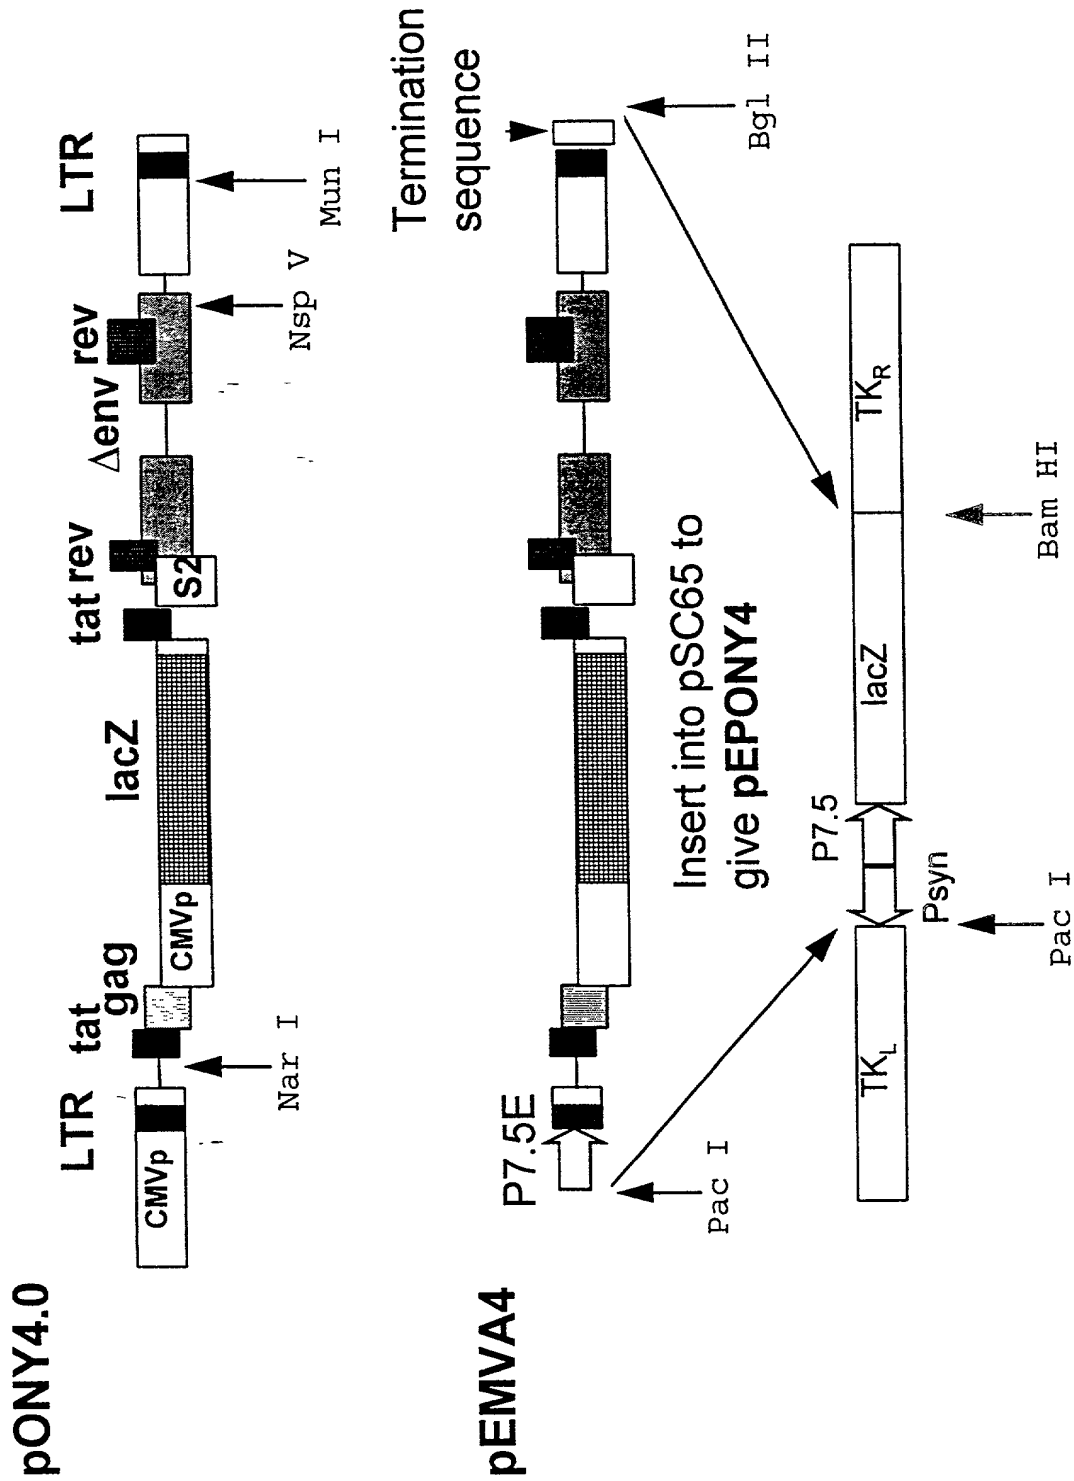 pONY4.0
LTR
tat
gag
lacZ
tat rev
Δenv
rev
LTR
CMVp
CMVp
S2
Nar I
Nsp V
Mun I
pEMVA4
P7.5E
Termination
sequence
Pac I
Bgl II
Insert into pSC65 to
give pEPONY4
P7.5
TKL
lacZ
TKR
Psyn
Pac I
Bam HI